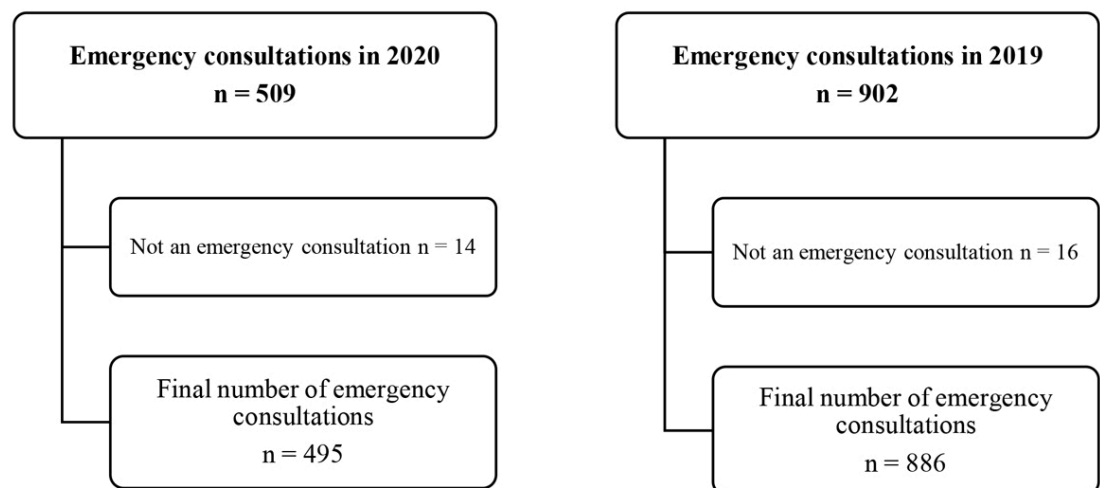 Emergency consultations in 2020
n = 509
Not an emergency consultation n = 14
Final number of emergency
consultations
n = 495
Emergency consultations in 2019
n = 902
Not an emergency consultation n = 16
Final number of emergency
consultations
n = 886